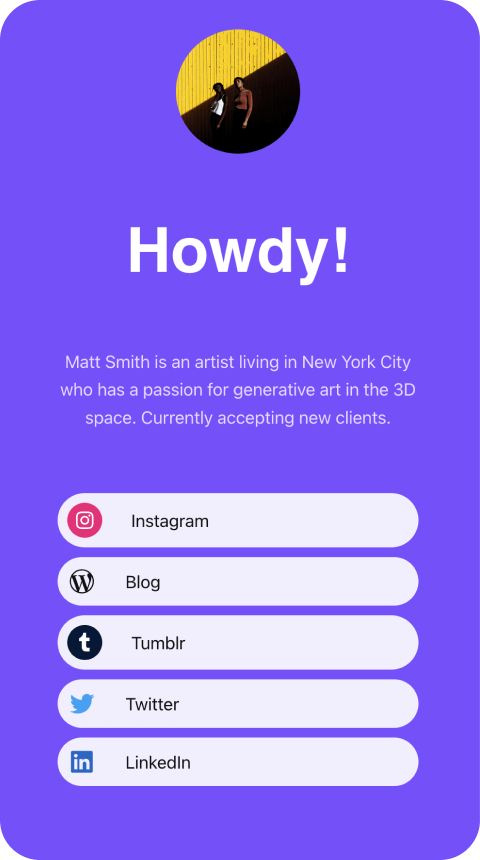 Howdy!
Matt Smith is an artist living in New York City
who has a passion for generative art in the 3D
space. Currently accepting new clients.
Instagram
Blog
Tumblr
Twitter
LinkedIn